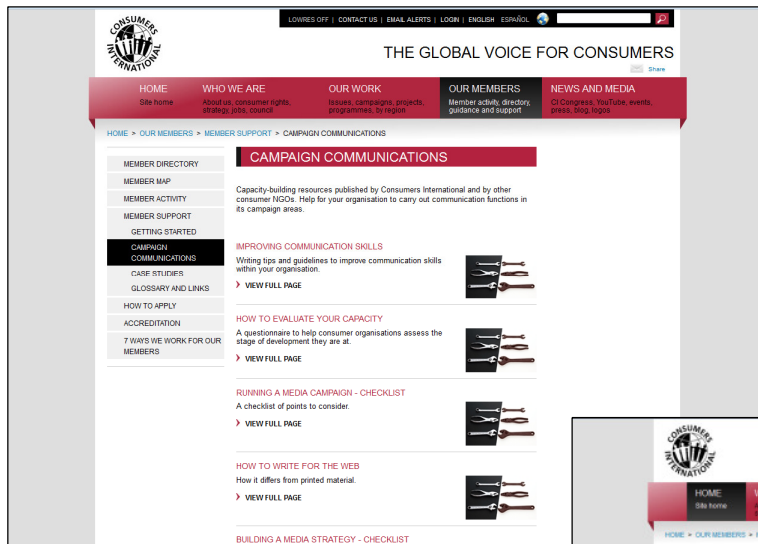 CONSUMERS
INTERNATIONAL
LOWRES OFF | CONTACT US | EMAIL ALERTS | LOGIN | ENGLISH ESPAÑOL
THE GLOBAL VOICE FOR CONSUMERS
Share
HOME
Site home
WHO WE ARE
About us, consumer rights,
strategy, jobs, council
OUR WORK
Issues, campaigns, projects,
programmes, by region
OUR MEMBERS
Member activity, directory,
guidance and support
NEWS AND MEDIA
CI Congress, YouTube, events,
press, blog, logos
HOME > OUR MEMBERS > MEMBER SUPPORT > CAMPAIGN COMMUNICATIONS
MEMBER DIRECTORY
MEMBER MAP
MEMBER ACTIVITY
MEMBER SUPPORT
GETTING STARTED
CAMPAIGN
COMMUNICATIONS
CASE STUDIES
GLOSSARY AND LINKS
HOW TO APPLY
ACCREDITATION
7 WAYS WE WORK FOR OUR
MEMBERS
CAMPAIGN COMMUNICATIONS
Capacity-building resources published by Consumers International and by other
consumer NGOs. Help for your organisation to carry out communication functions in
its campaign areas.
IMPROVING COMMUNICATION SKILLS
Writing tips and guidelines to improve communication skills
within your organisation.
VIEW FULL PAGE
HOW TO EVALUATE YOUR CAPACITY
A questionnaire to help consumer organisations assess the
stage of development they are at.
VIEW FULL PAGE
RUNNING A MEDIA CAMPAIGN - CHECKLIST
A checklist of points to consider.
VIEW FULL PAGE
HOW TO WRITE FOR THE WEB
How it differs from printed material.
VIEW FULL PAGE
BUILDING A MEDIA STRATEGY - CHECKLIST
CONSUMERS
INTERNATIONAL
HOME
Site home
HOME > OUR MEMBERS >